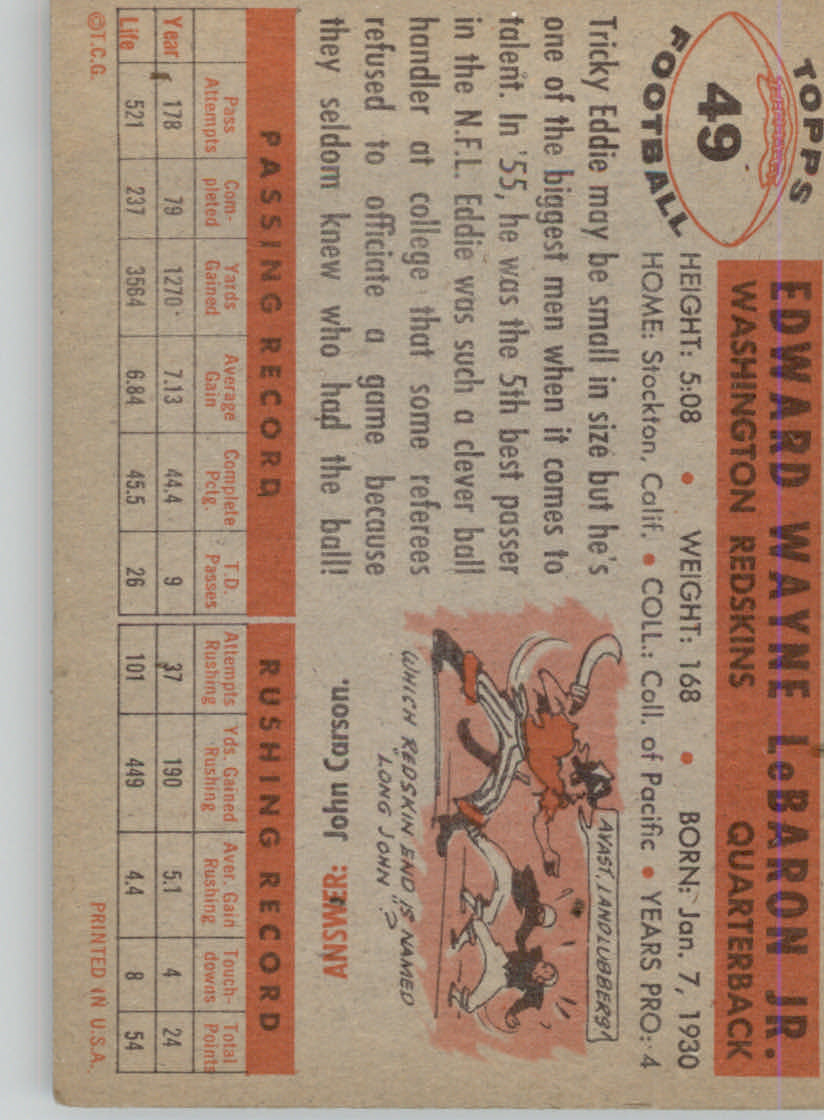 TOPPS
49
FOOTBALL
EDWARD WAYNE LeBARON JR.
WASHINGTON REDSKINS QUARTERBACK
HEIGHT: 5:08 • WEIGHT: 168 • BORN: Jan. 7, 1930
HOME: Stockton, Calif. • COLL.: Coll. of Pacific • YEARS PRO: 4
Tricky Eddie may be small in size but he's
one of the biggest men when it comes to
talent. In '55, he was the 5th best passer
in the N.F.L. Eddie was such a clever ball
handler at college that some referees
refused to officiate a game because
they seldom knew who had the ball!
AVAST, LANDLUBBERS!
WHICH REDSKIN END IS NAMED
"LONG JOHN"?
ANSWER: John Carson.
PASSING RECORD RUSHING RECORD
Pass Attempts Com- pleted Yards Gained Average Gain Complete Pctg. T.D. Passes Attempts Rushing Yds. Gained Rushing Aver. Gain Rushing Touch- downs Total Points
Year 178 79 1270 7.13 44.4 9 37 190 5.1 4 24
Life 521 237 3564 6.84 45.5 26 101 449 4.4 8 54
©T.C.G. PRINTED IN U.S.A.